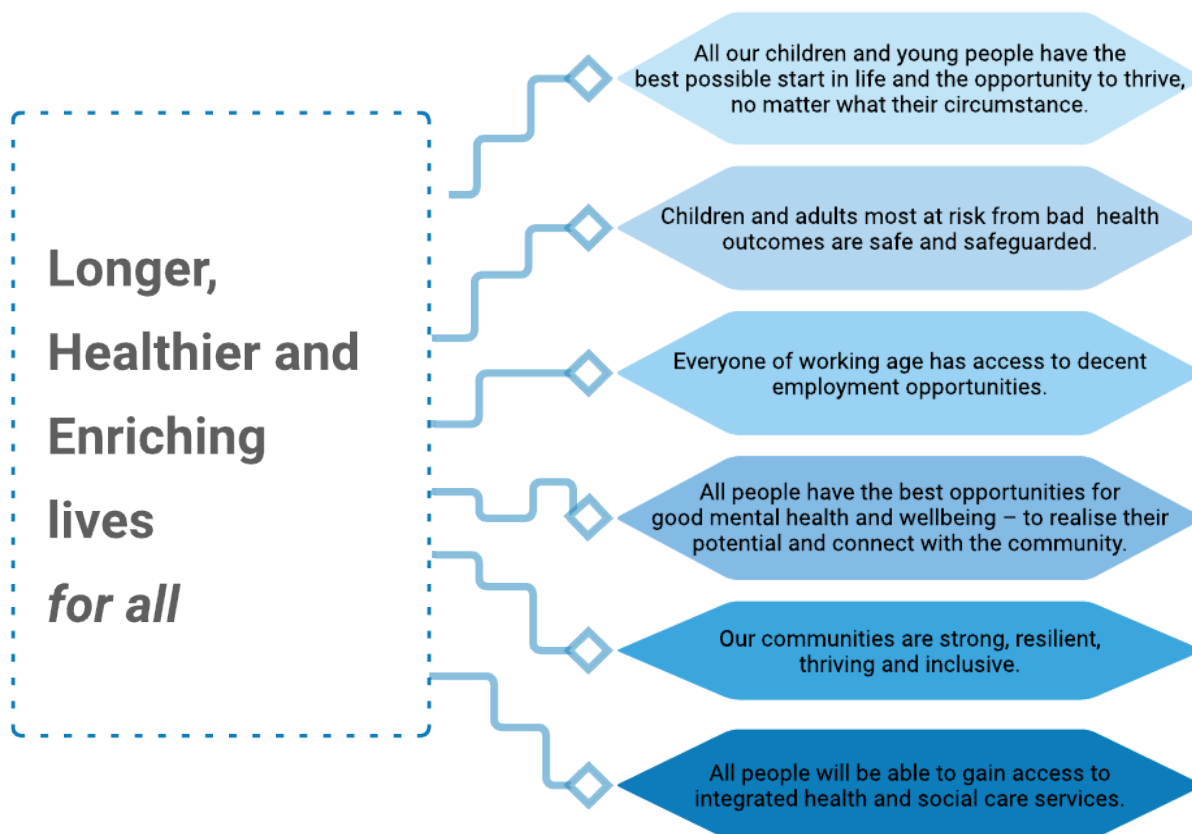 Longer,
Healthier and
Enriching
lives
for all
All our children and young people have the
best possible start in life and the opportunity to thrive,
no matter what their circumstance.
Children and adults most at risk from bad  health
outcomes are safe and safeguarded.
Everyone of working age has access to decent
employment opportunities.
All people have the best opportunities for
good mental health and wellbeing – to realise their
potential and connect with the community.
Our communities are strong, resilient,
thriving and inclusive.
All people will be able to gain access to
integrated health and social care services.